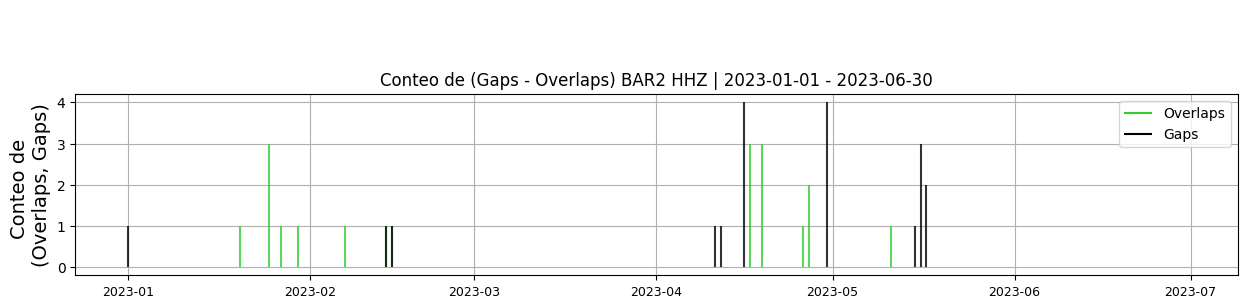 Conteo de (Gaps - Overlaps) BAR2 HHZ | 2023-01-01 - 2023-06-30
Conteo de
(Overlaps, Gaps)
4
3
2
1
0
Overlaps
Gaps
2023-01
2023-02
2023-03
2023-04
2023-05
2023-06
2023-07